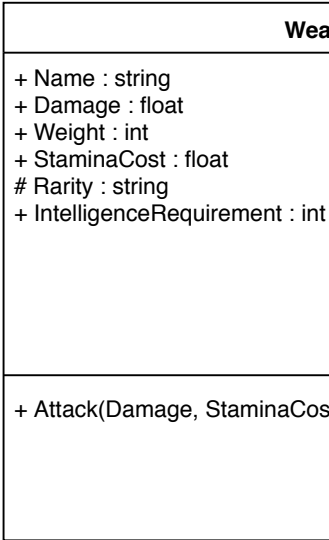 Wea
+ Name : string
+ Damage : float
+ Weight : int
+ StaminaCost : float
# Rarity : string
+ IntelligenceRequirement : int
+ Attack(Damage, StaminaCos